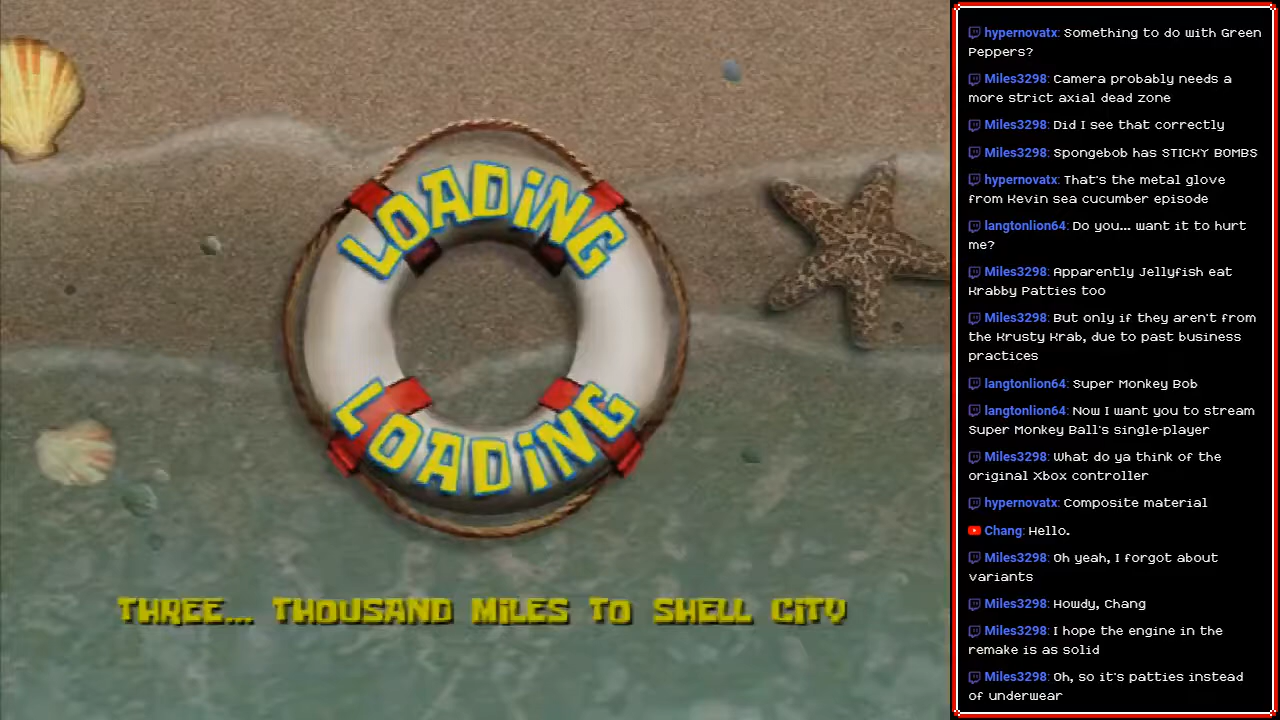 LOADING
LOADING
THREE... THOUSAND MILES TO SHELL CITY
hypernovatx: Something to do with Green
Peppers?
Miles3298: Camera probably needs a
more strict axial dead zone
Miles3298: Did I see that correctly
Miles3298: Spongebob has STICKY BOMBS
hypernovatx: That's the metal glove
from Kevin sea cucumber episode
langtonlion64: Do you... want it to hurt
me?
Miles3298: Apparently Jellyfish eat
Krabby Patties too
Miles3298: But only if they aren't from
the Krusty Krab, due to past business
practices
langtonlion64: Super Monkey Bob
langtonlion64: Now I want you to stream
Super Monkey Ball's single-player
Miles3298: What do ya think of the
original Xbox controller
hypernovatx: Composite material
Chang: Hello.
Miles3298: Oh yeah, I forgot about
variants
Miles3298: Howdy, Chang
Miles3298: I hope the engine in the
remake is as solid
Miles3298: Oh, so it's patties instead
of underwear